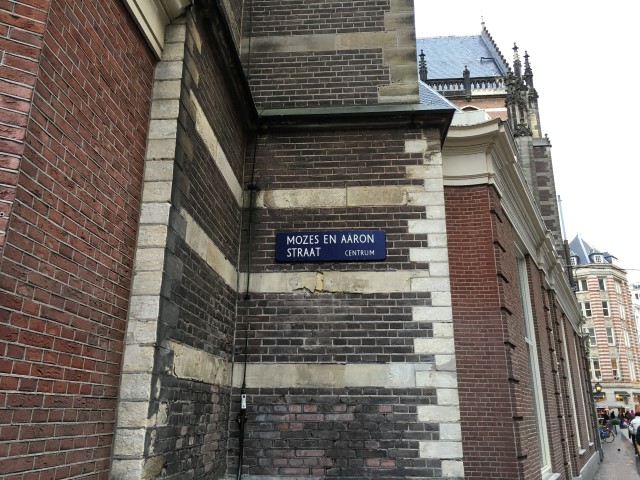 MOZES EN AARON
STRAAT CENTRUM